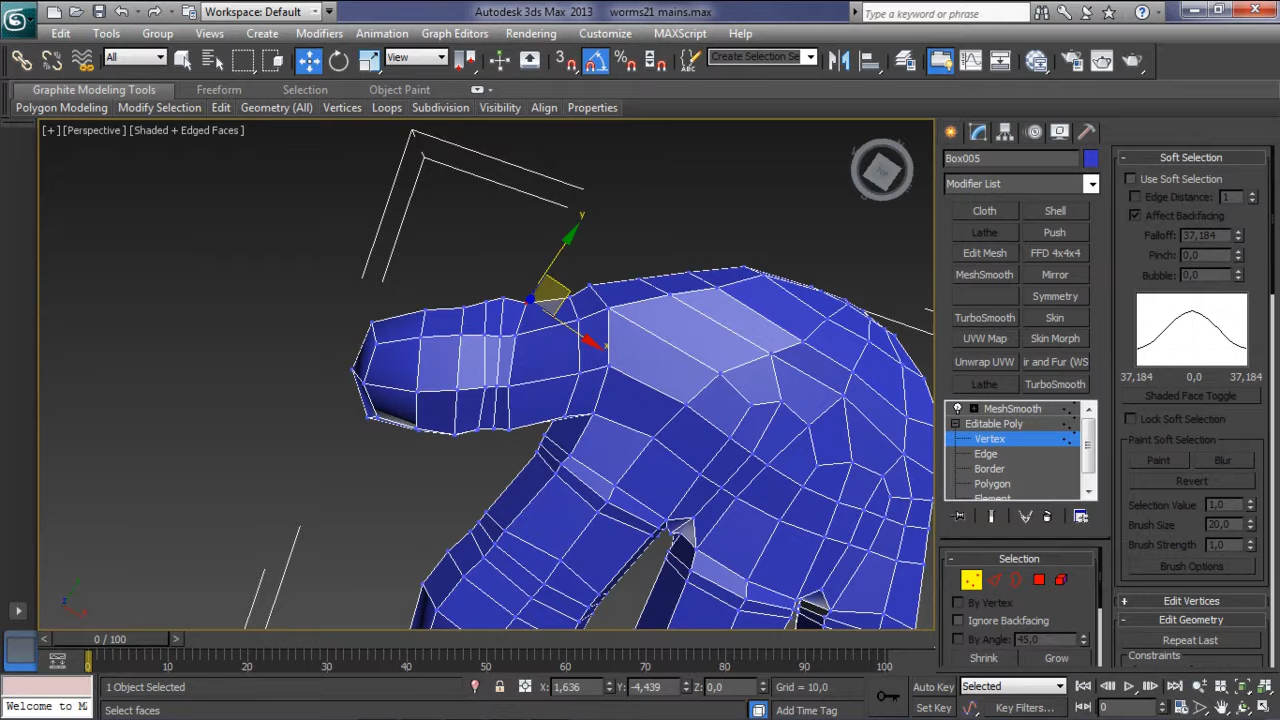 Workspace: Default
Autodesk 3ds Max 2013 worms21 mains.max
Type a keyword or phrase
Edit Tools Group Views Create Modifiers Animation Graph Editors Rendering Customize MAXScript Help
All View 3 Create Selection Se
Graphite Modeling Tools Freeform Selection Object Paint
Polygon Modeling Modify Selection Edit Geometry (All) Vertices Loops Subdivision Visibility Align Properties
[+] [Perspective] [Shaded + Edged Faces]
Box005
Modifier List
Cloth Shell
Lathe Push
Edit Mesh FFD 4x4x4
MeshSmooth Mirror
Symmetry
TurboSmooth Skin
UVW Map Skin Morph
Unwrap UVW ir and Fur (WS
Lathe TurboSmooth
MeshSmooth
Editable Poly
Vertex
Edge
Border
Polygon
Element
Selection
By Vertex
Ignore Backfacing
By Angle: 45,0
Shrink Grow
Soft Selection
Use Soft Selection
Edge Distance: 1
Affect Backfacing
Falloff: 37,184
Pinch: 0,0
Bubble: 0,0
37,184 0,0 37,184
Shaded Face Toggle
Lock Soft Selection
Paint Soft Selection
Paint Blur
Revert
Selection Value 1,0
Brush Size 20,0
Brush Strength 1,0
Brush Options
Edit Vertices
Edit Geometry
Repeat Last
Constraints
y
x
z
0 / 100
0 10 20 30 40 50 60 70 80 90 100
1 Object Selected X: 1,636 Y: -4,439 Z: 0,0 Grid = 10,0 Auto Key Selected
Welcome to M Select faces Add Time Tag Set Key Key Filters... 0